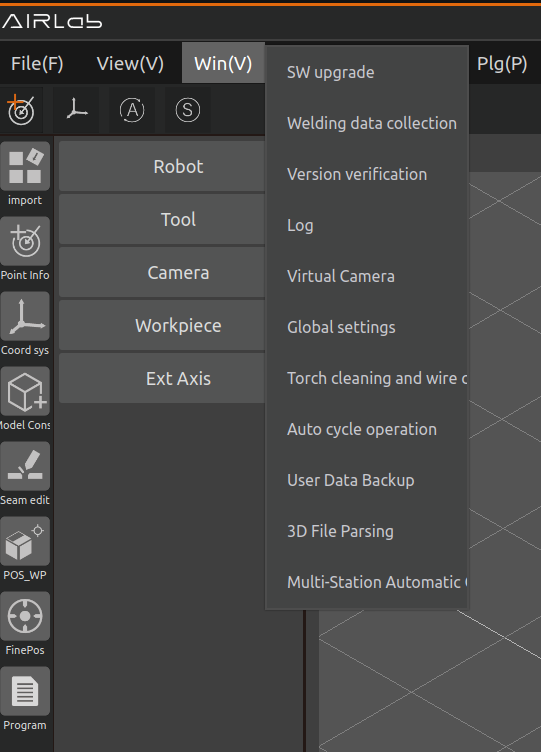 AIRLab
File(F)
View(V)
Win(V)
Plg(P)
A
S
SW upgrade
Welding data collection
Version verification
Log
Virtual Camera
Global settings
Torch cleaning and wire
Auto cycle operation
User Data Backup
3D File Parsing
Multi-Station Automatic
Robot
Tool
Camera
Workpiece
Ext Axis
import
Point Info
Coord sys
Model Cons
Seam edit
POS_WP
FinePos
Program